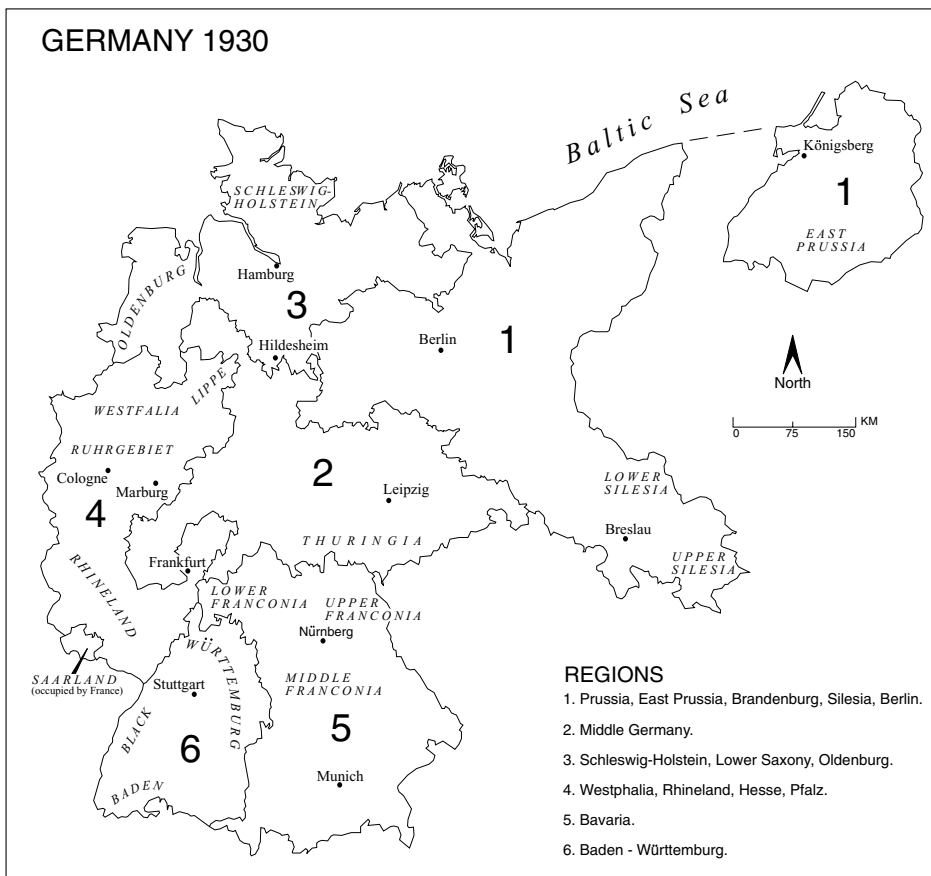 GERMANY 1930
Baltic Sea
Königsberg
1
EAST
PRUSSIA
SCHLESWIG-
HOLSTEIN
Hamburg
OLDENBURG
3
Hildesheim
Berlin
1
North
0 75 150 KM
LIPPE
WESTFALIA
RUHRGEBIET
Cologne
Marburg
4
2
Leipzig
LOWER
SILESIA
Breslau
UPPER
SILESIA
THURINGIA
Frankfurt
RHINELAND
LOWER
FRANCONIA
UPPER
FRANCONIA
Nürnberg
WÜRTTEMBURG
SAARLAND
(occupied by France)
Stuttgart
MIDDLE
FRANCONIA
BLACK
6
5
BADEN
Munich
REGIONS
1. Prussia, East Prussia, Brandenburg, Silesia, Berlin.
2. Middle Germany.
3. Schleswig-Holstein, Lower Saxony, Oldenburg.
4. Westphalia, Rhineland, Hesse, Pfalz.
5. Bavaria.
6. Baden - Württemburg.